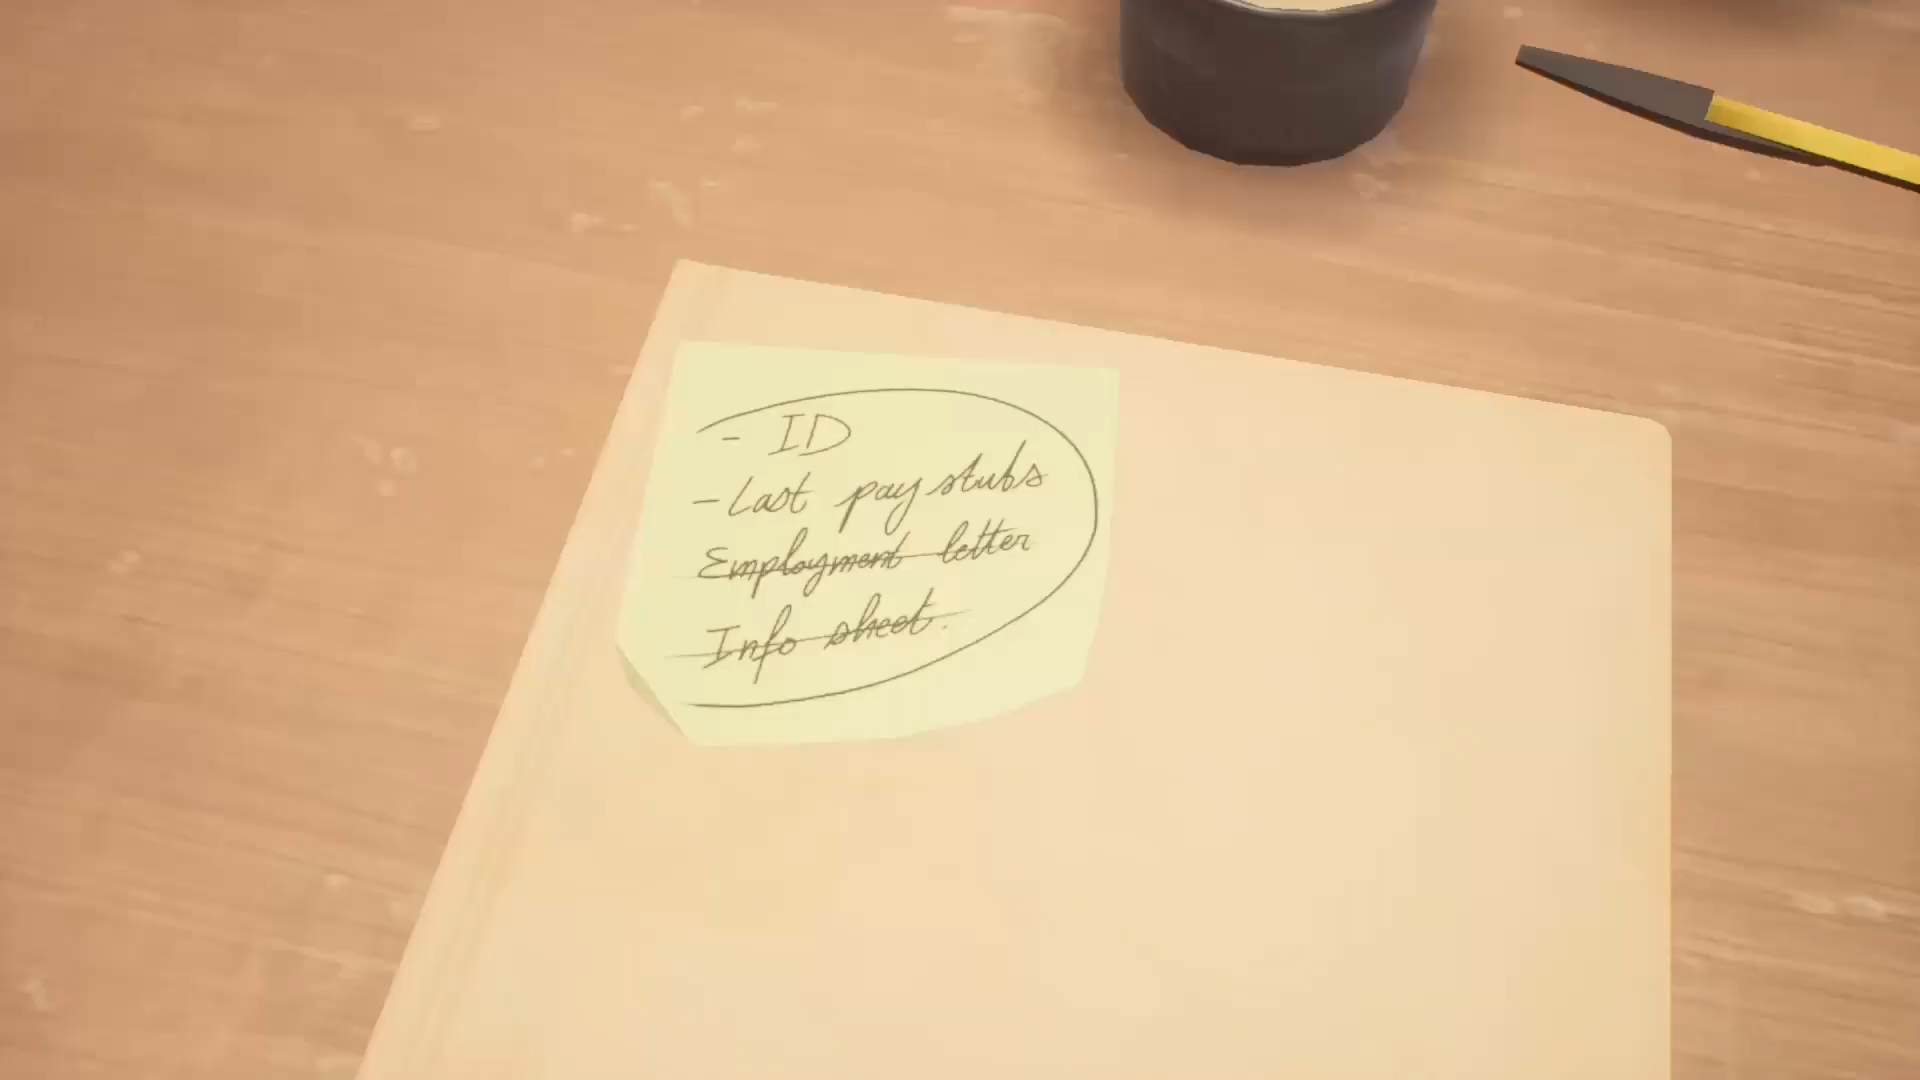 - ID
- Last pay stubs
Employment letter
Info sheet.